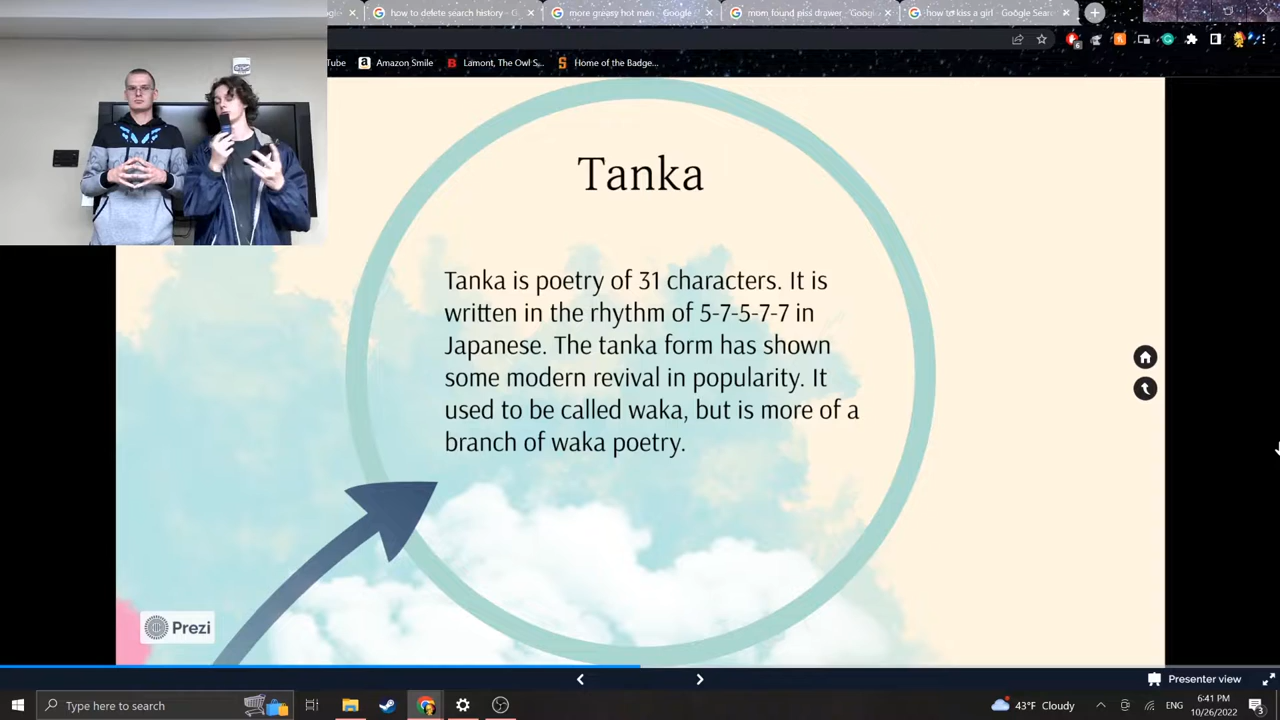 gle
how to delete search history - G
more greasy hot men - Google
mom found piss drawer - Googl
how to kiss a girl - Google Sear
Tube
Amazon Smile
Lamont, The Owl S...
Home of the Badge...
Tanka
Tanka is poetry of 31 characters. It is
written in the rhythm of 5-7-5-7-7 in
Japanese. The tanka form has shown
some modern revival in popularity. It
used to be called waka, but is more of a
branch of waka poetry.
Prezi
Presenter view
Type here to search
43°F Cloudy
ENG
6:41 PM
10/26/2022
3